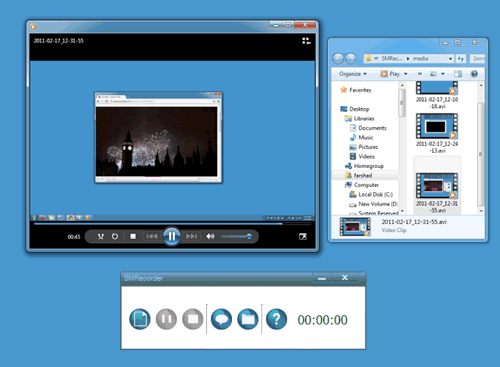 2011-02-17_12-31-55
00:45
SMRec...
media
Organize
Play
Favorites
Desktop
Libraries
Documents
Music
Pictures
Videos
Homegroup
farshad
Computer
Local Disk (C:)
New Volume (D:
System Reserved
2011-02-17_12-10
-18.avi
2011-02-17_12-24
-13.avi
2011-02-17_12-31
-55.avi
2011-02-17_12-31-55.avi
Video Clip
SMRecorder
00:00:00